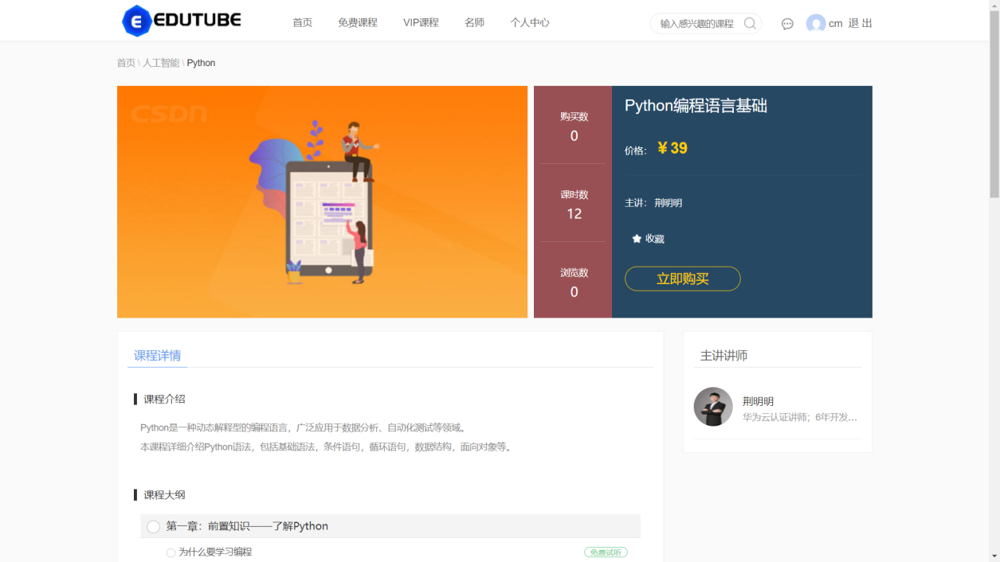 EDUTUBE
首页 免费课程 VIP课程 名师 个人中心 输入感兴趣的课程 cm 退 出
首页 \ 人工智能 \ Python
CSDN
购买数
0
课时数
12
浏览数
0
Python编程语言基础
价格： ¥ 39
主讲： 荆明明
收藏
立即购买
课程详情
课程介绍
Python是一种动态解释型的编程语言，广泛应用于数据分析、自动化测试等领域。
本课程详细介绍Python语法，包括基础语法，条件语句，循环语句，数据结构，面向对象等。
课程大纲
第一章：前置知识——了解Python
为什么要学习编程 免费试听
主讲讲师
荆明明
华为云认证讲师；6年开发...